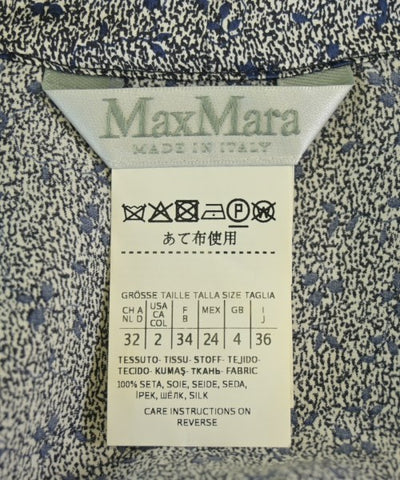 MaxMara
MADE IN ITALY
P W
あて布使用
GRÖSSE TAILLE TALLA SIZE TAGLIA
CH A NL D USA CA COL F B MEX GB I J
32 2 34 24 4 36
TESSUTO-TISSU-STOFF-TEJIDO-
TECIDO-KUMAŞ-ТКАНЬ-FABRIC
100% SETA, SOIE, SEIDE, SEDA,
İPEK, ШЁЛК, SILK
CARE INSTRUCTIONS ON
REVERSE